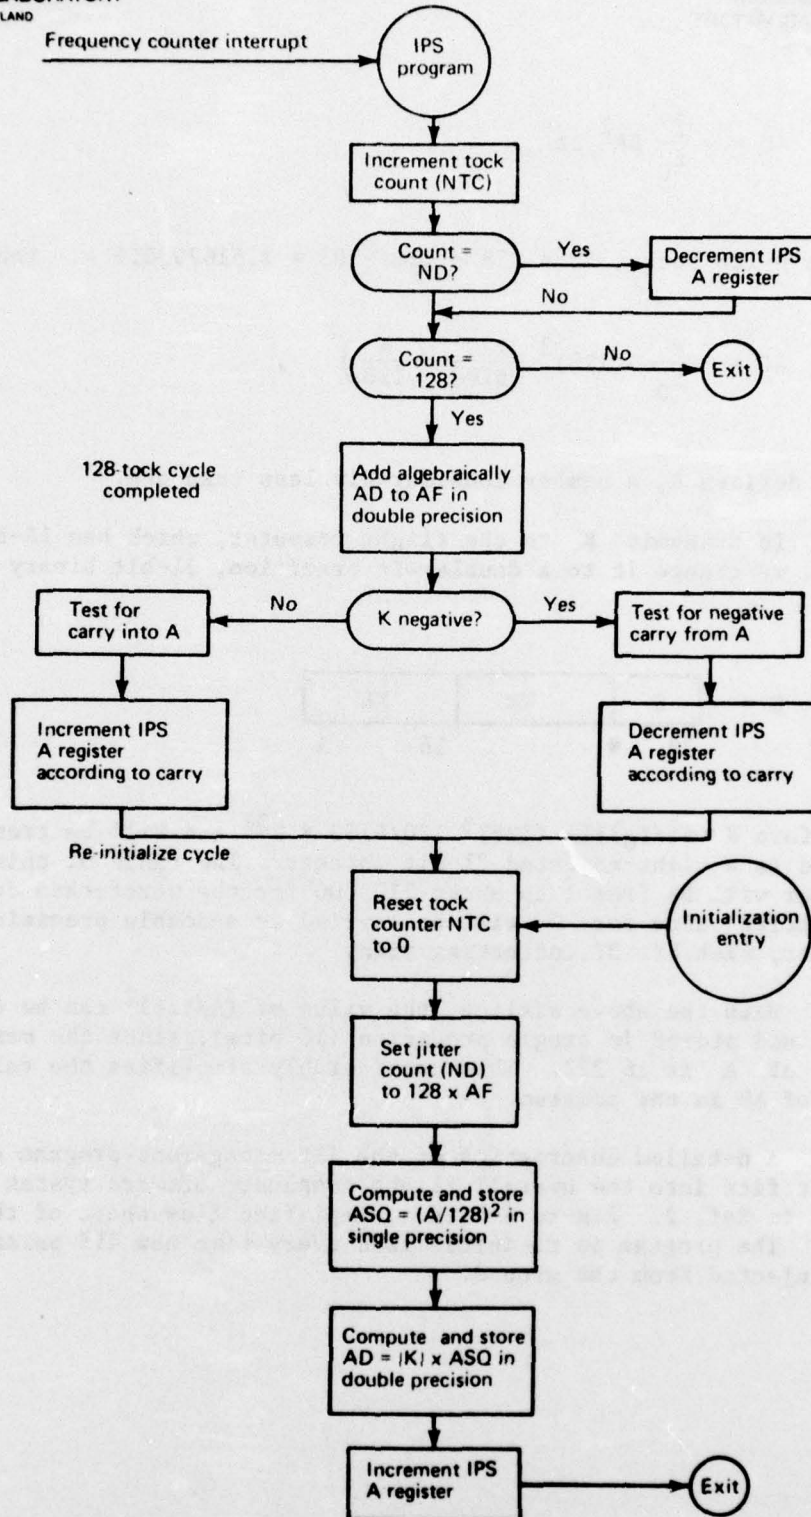 LAND
Frequency counter interrupt
IPS
program
Increment tock
count (NTC)
Count =
ND?
Yes
Decrement IPS
A register
No
Count =
128?
No
Exit
Yes
128-tock cycle
completed
Add algebraically
AD to AF in
double precision
K negative?
No
Yes
Test for
carry into A
Test for negative
carry from A
Increment IPS
A register
according to carry
Decrement IPS
A register
according to carry
Re-initialize cycle
Reset tock
counter NTC
to 0
Initialization
entry
Set jitter
count (ND)
to 128 x AF
Compute and store
ASQ = (A/128)² in
single precision
Compute and store
AD = |K| x ASQ in
double precision
Increment IPS
A register
Exit